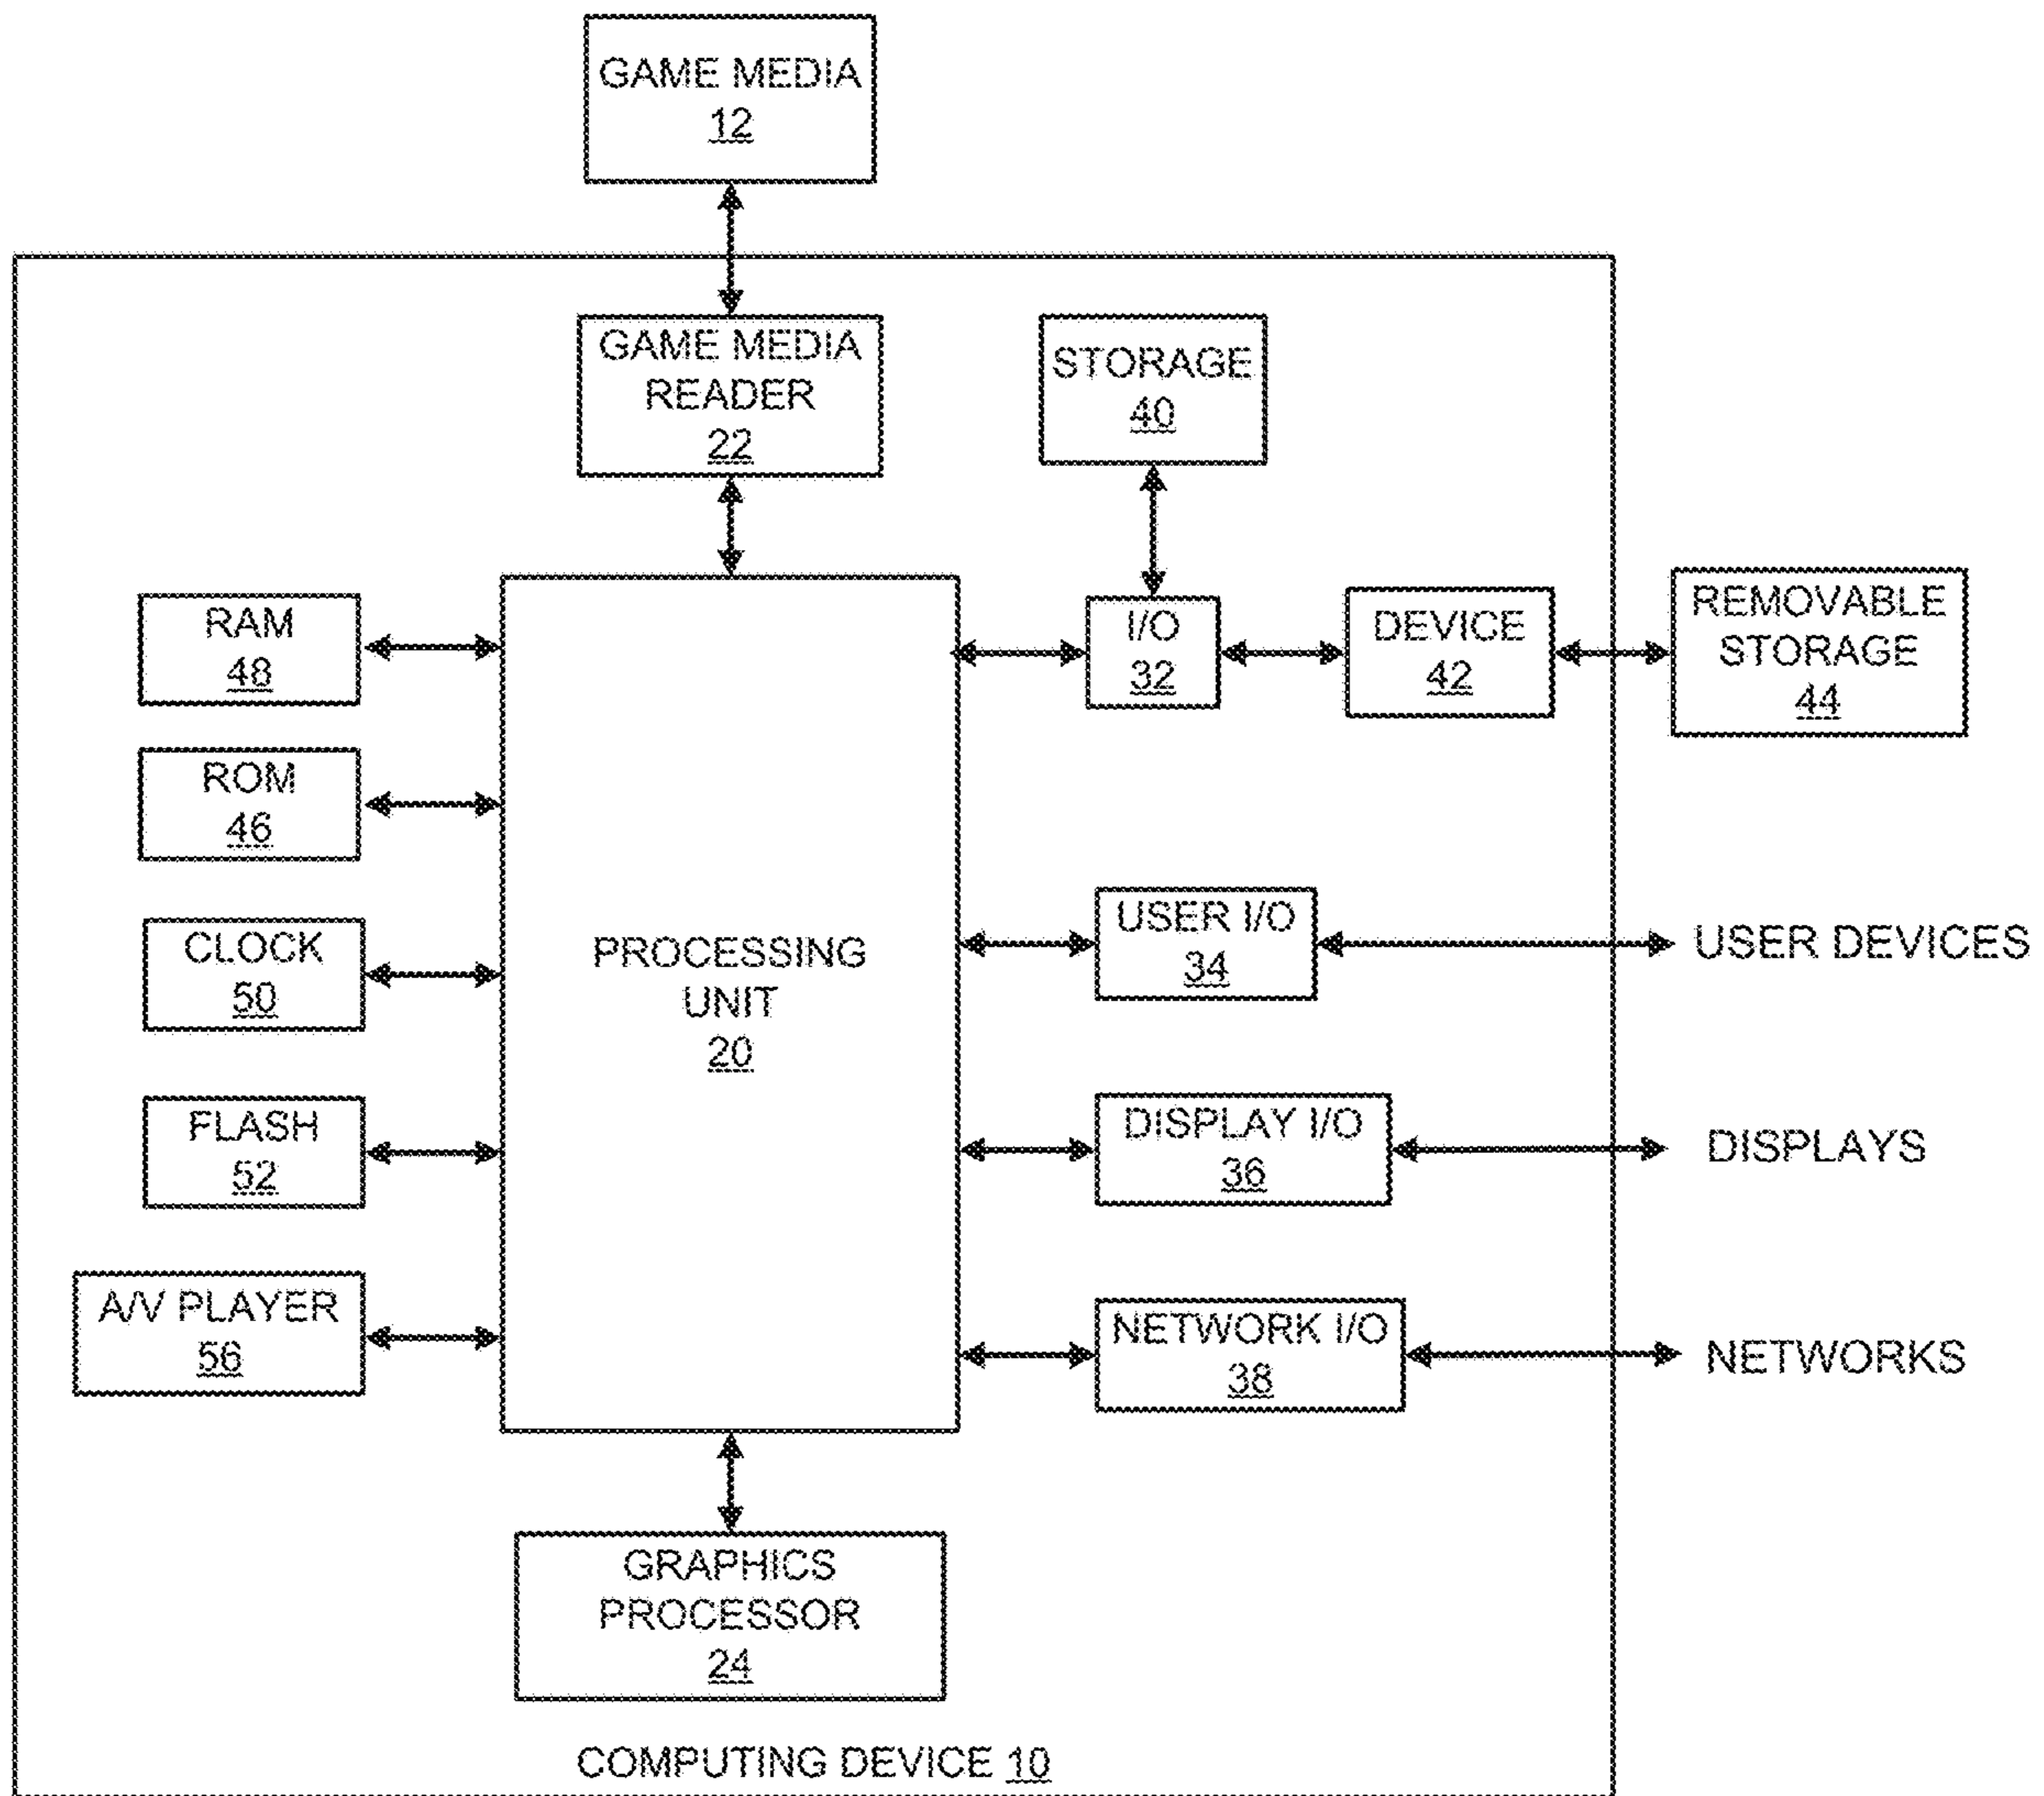 GAME MEDIA
12
GAME MEDIA
READER
22
STORAGE
40
RAM
48
I/O
32
DEVICE
42
REMOVABLE
STORAGE
44
ROM
46
CLOCK
50
PROCESSING
UNIT
20
USER I/O
34
USER DEVICES
FLASH
52
DISPLAY I/O
36
DISPLAYS
A/V PLAYER
56
NETWORK I/O
38
NETWORKS
GRAPHICS
PROCESSOR
24
COMPUTING DEVICE 10